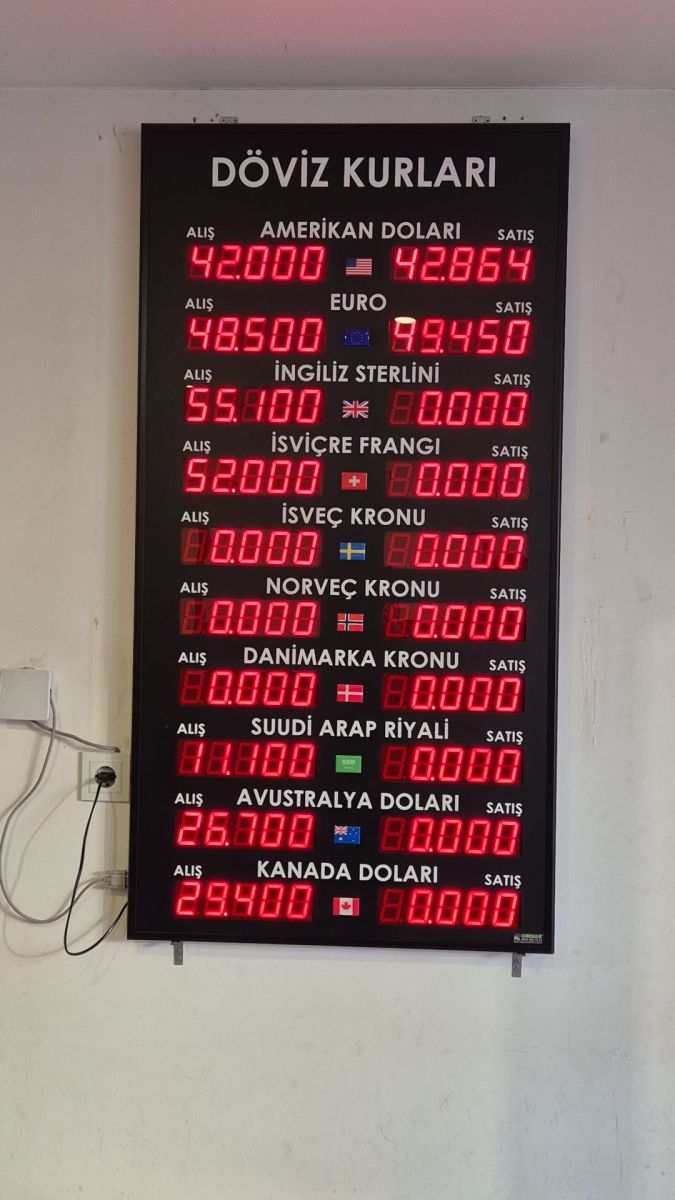 DÖVİZ KURLARI
ALIŞ AMERİKAN DOLARI SATIŞ
42.000 42.864
ALIŞ EURO SATIŞ
48.500 49.450
ALIŞ İNGİLİZ STERLİNİ SATIŞ
55.100 0.000
ALIŞ İSVİÇRE FRANGI SATIŞ
52.000 0.000
ALIŞ İSVEÇ KRONU SATIŞ
0.000 0.000
ALIŞ NORVEÇ KRONU SATIŞ
0.000 0.000
ALIŞ DANİMARKA KRONU SATIŞ
0.000 0.000
ALIŞ SUUDİ ARAP RİYALİ SATIŞ
11.100 0.000
ALIŞ AVUSTRALYA DOLARI SATIŞ
26.700 0.000
ALIŞ KANADA DOLARI SATIŞ
29.400 0.000